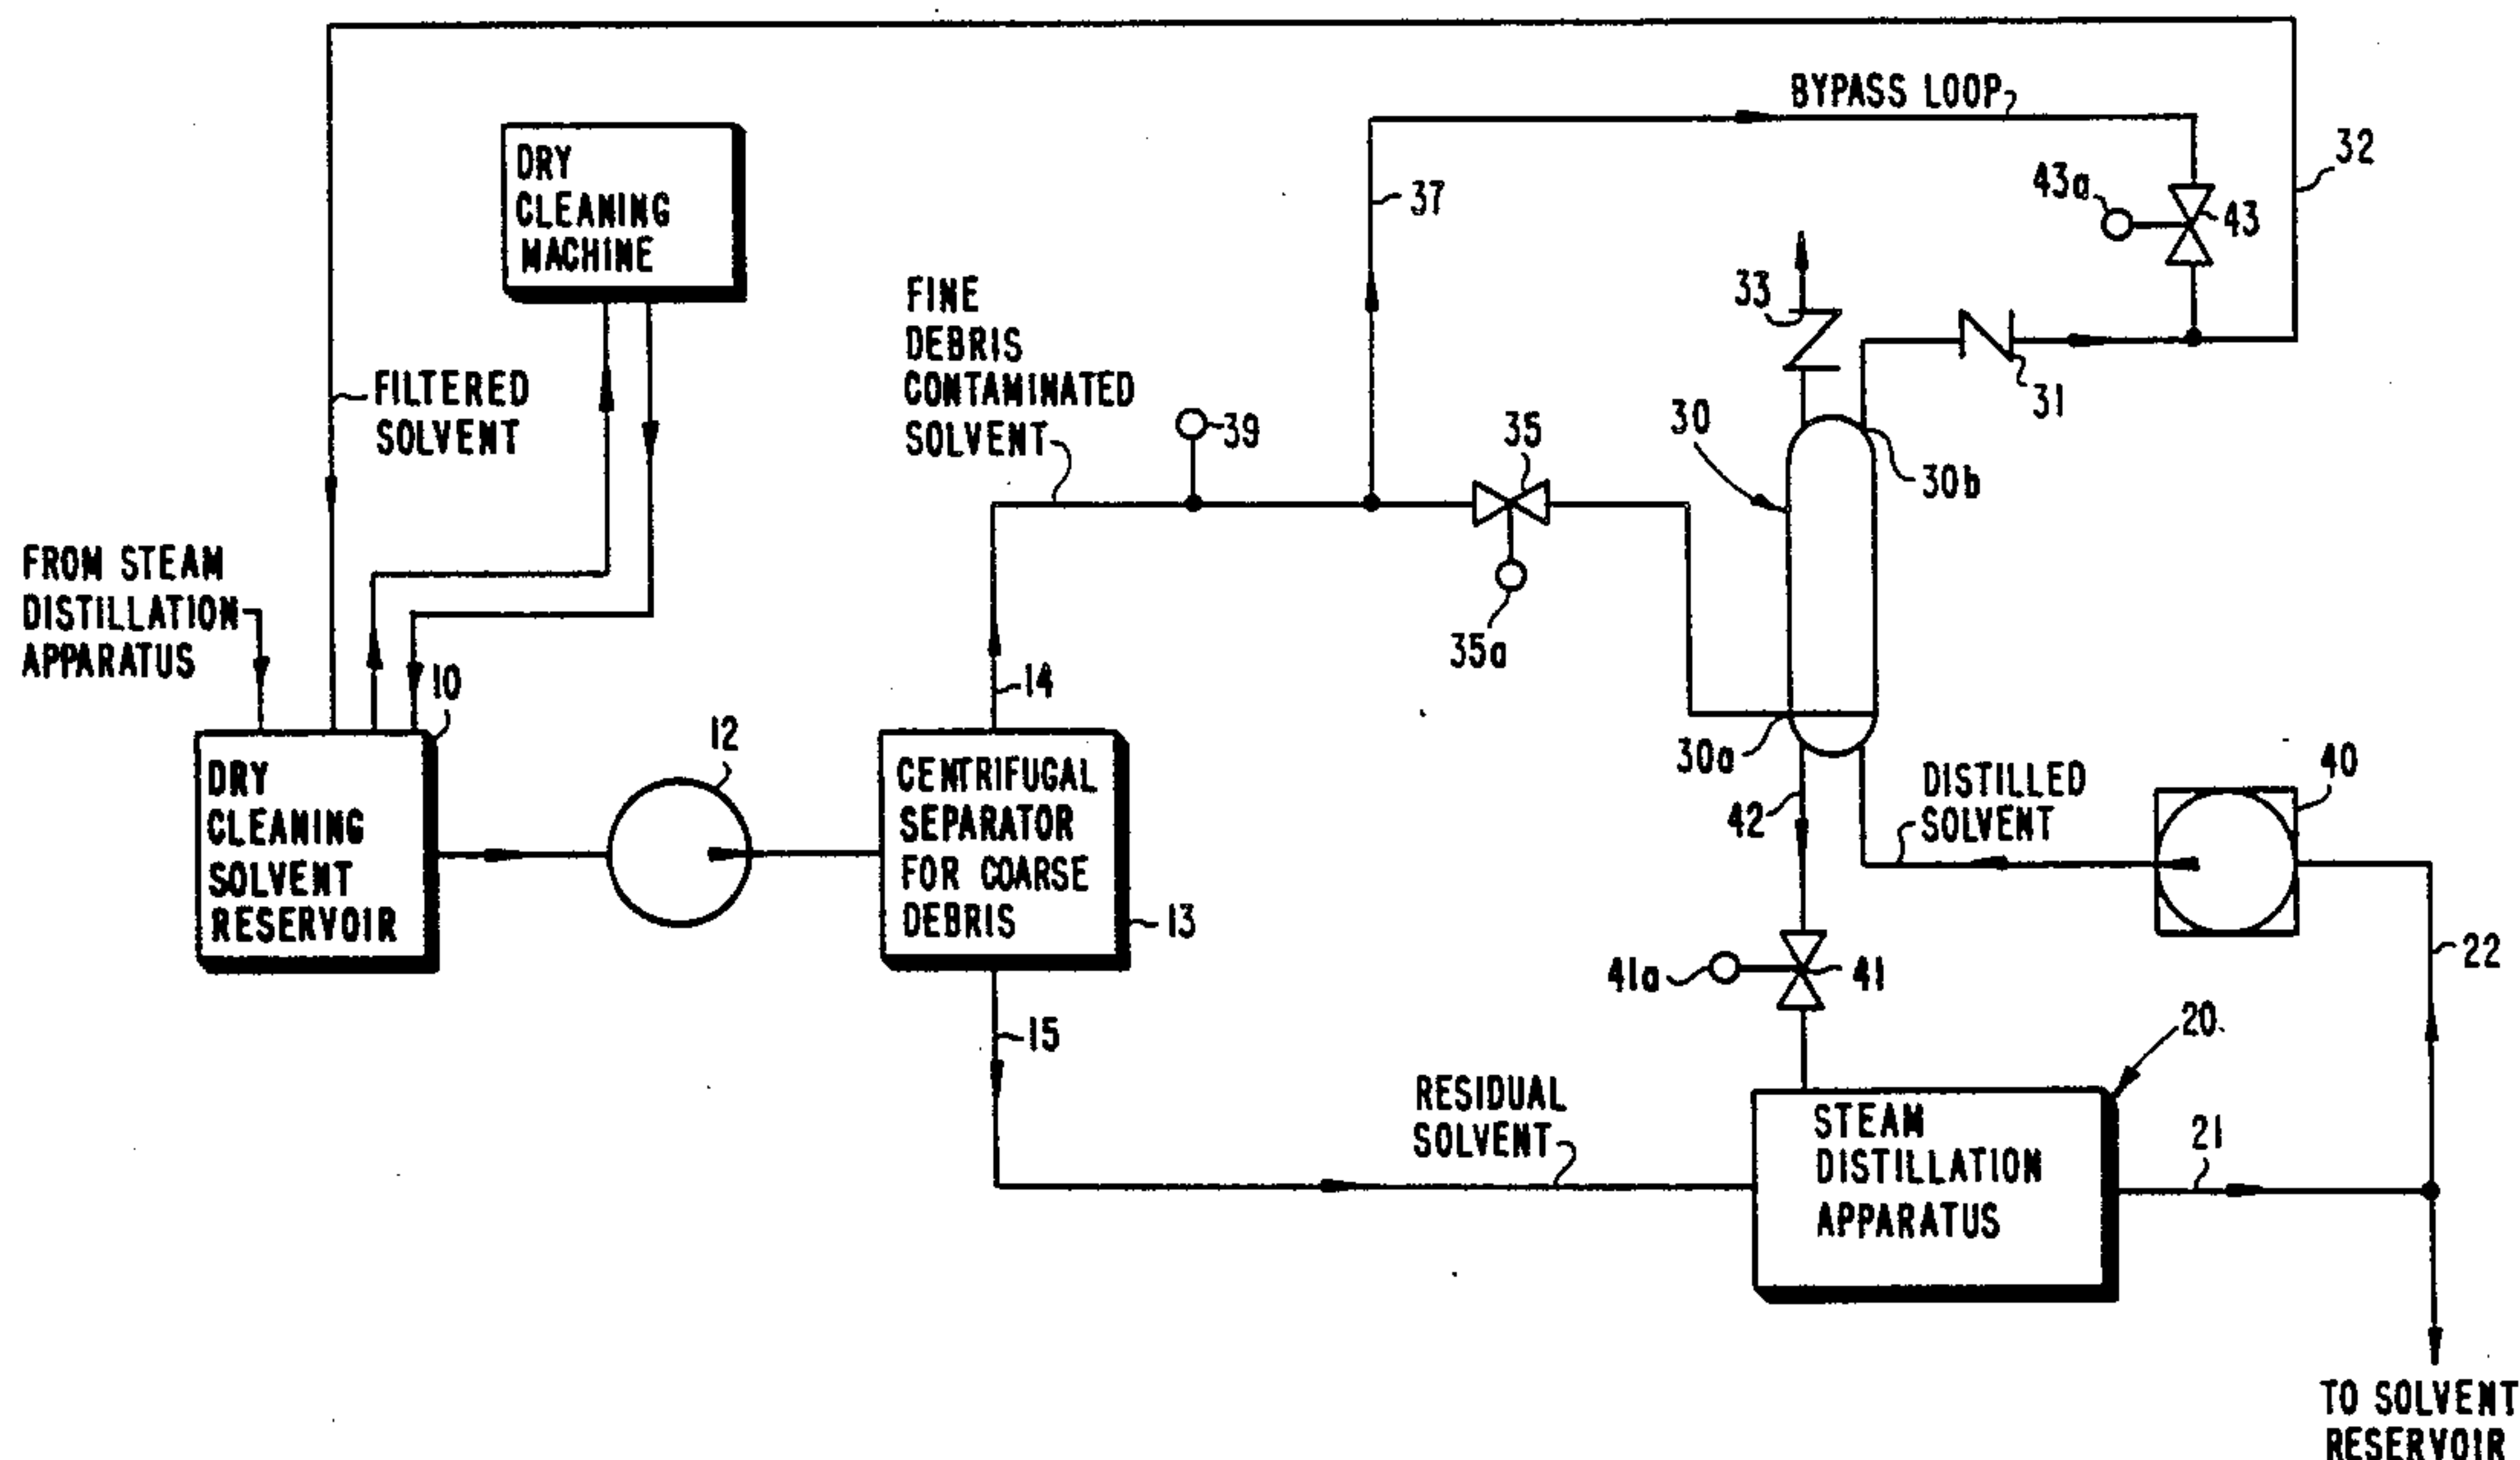 BYPASS LOOP
32
43a
43
37
DRY
CLEANING
MACHINE
33
31
FINE
DEBRIS
CONTAMINATED
SOLVENT
FILTERED
SOLVENT
39
35
35a
30
30b
FROM STEAM
DISTILLATION
APPARATUS
10
14
12
DRY
CLEANING
SOLVENT
RESERVOIR
CENTRIFUGAL
SEPARATOR
FOR COARSE
DEBRIS
13
30a
42
DISTILLED
SOLVENT
40
22
41a
41
20
15
RESIDUAL
SOLVENT
STEAM
DISTILLATION
APPARATUS
21
TO SOLVENT
RESERVOIR